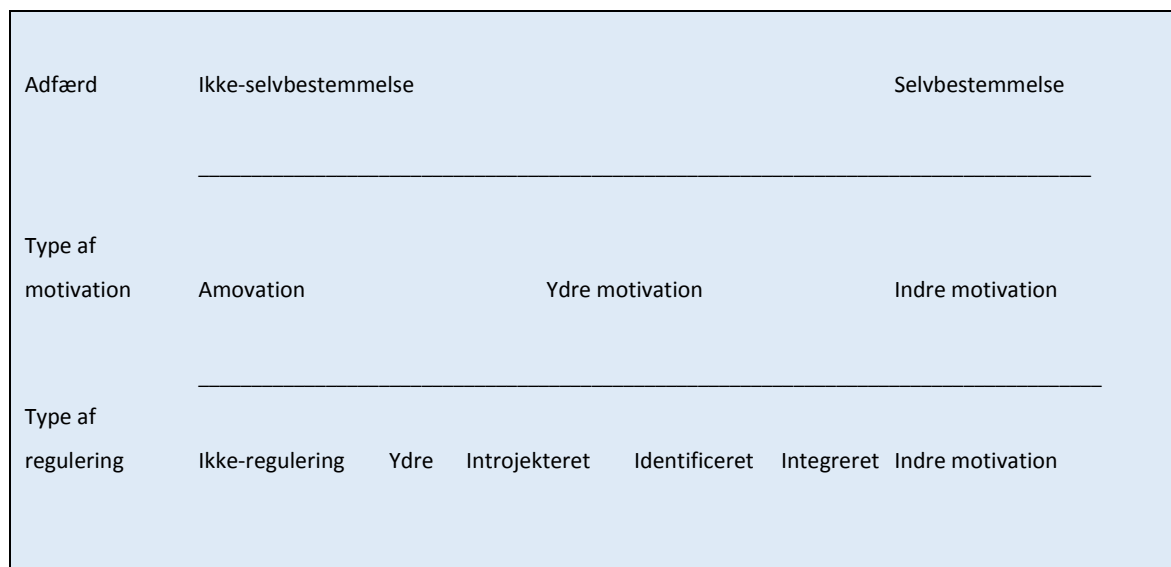 Adfærd Ikke-selvbestemmelse Selvbestemmelse
Type af
motivation Amovation Ydre motivation Indre motivation
Type af
regulering Ikke-regulering Ydre Introjekteret Identificeret Integreret Indre motivation